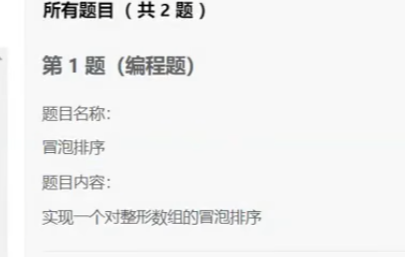 所有题目（共 2 题）
第 1 题（编程题）
题目名称：
冒泡排序
题目内容：
实现一个对整形数组的冒泡排序